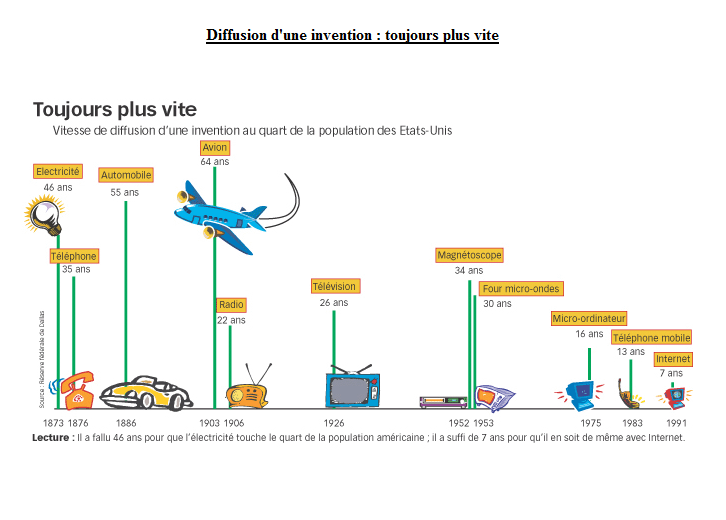 Diffusion d'une invention : toujours plus vite
Toujours plus vite
Vitesse de diffusion d'une invention au quart de la population des Etats-Unis
Avion
64 ans
Electricité
46 ans
Automobile
55 ans
Téléphone
35 ans
Magnétoscope
34 ans
Télévision
26 ans
Four micro-ondes
30 ans
Radio
22 ans
Micro-ordinateur
16 ans
Téléphone mobile
13 ans
Internet
7 ans
Source : Réserve fédérale de Dallas
1873 1876 1886 1903 1906 1926 1952 1953 1975 1983 1991
Lecture : Il a fallu 46 ans pour que l'électricité touche le quart de la population américaine ; il a suffi de 7 ans pour qu'il en soit de même avec Internet.